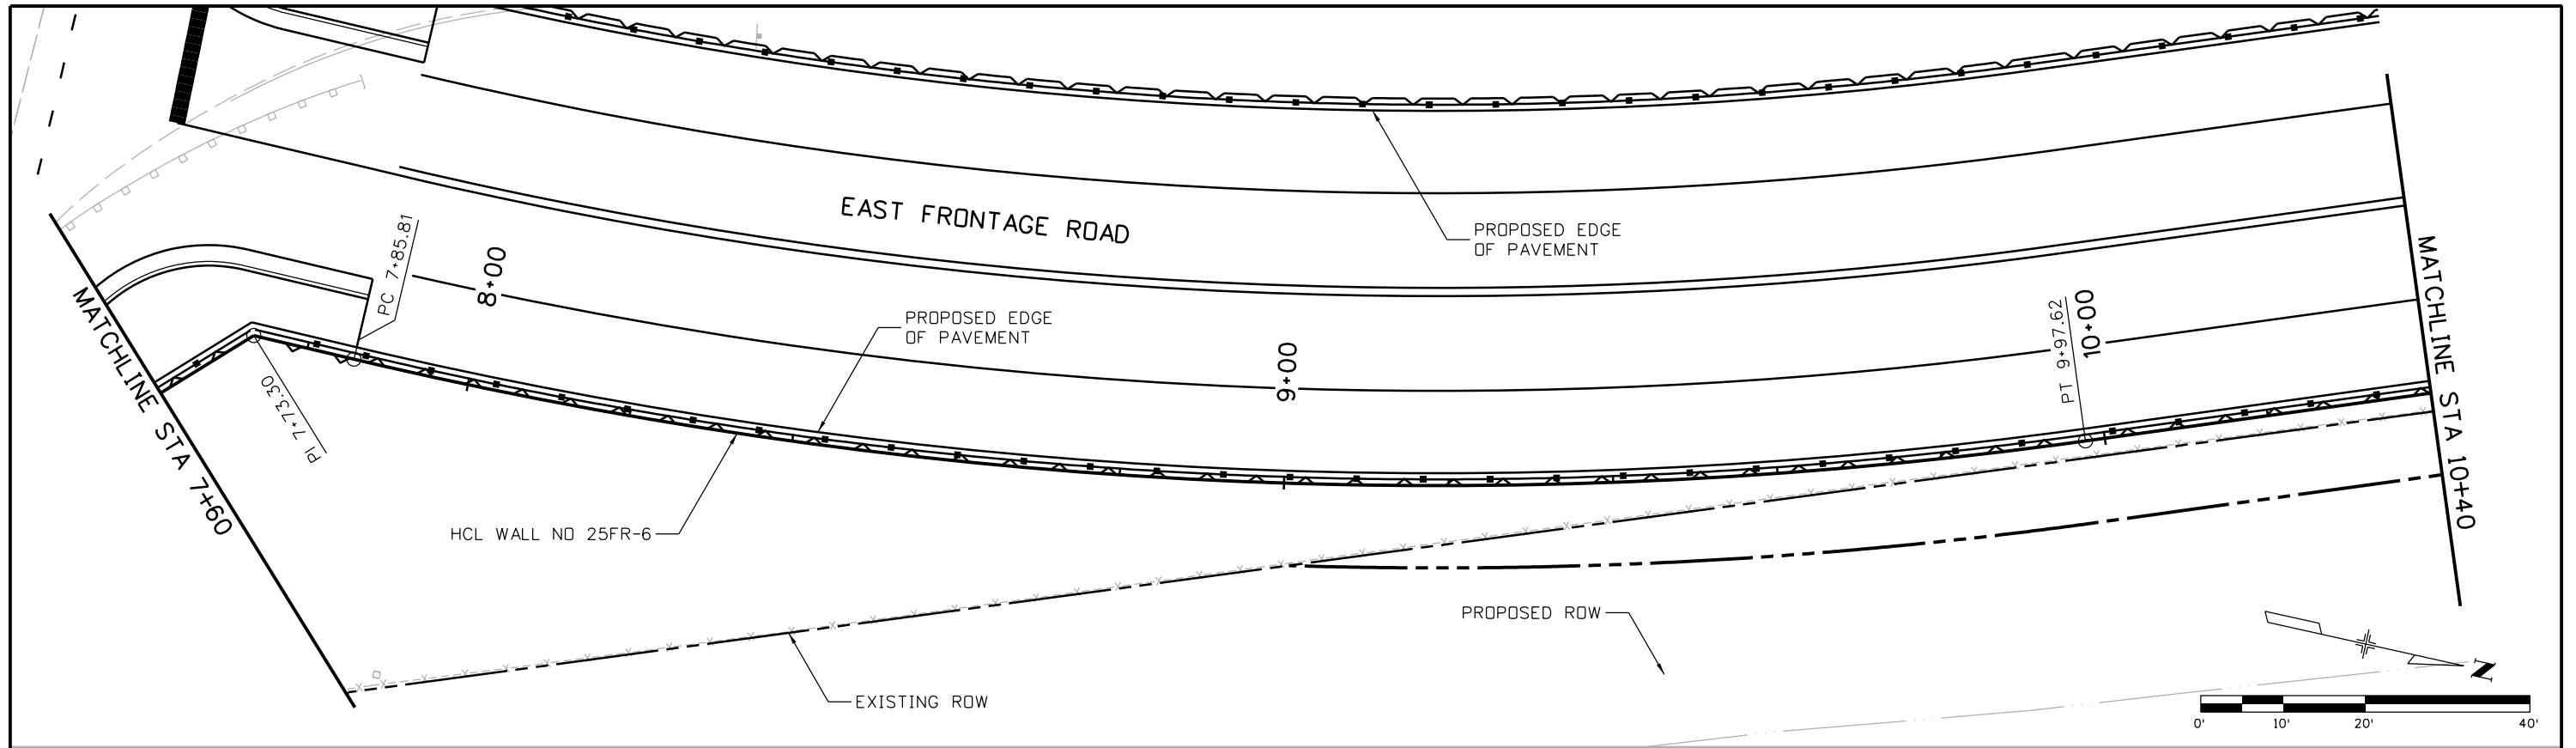 PC 7+85.81
8+00
EAST FRONTAGE ROAD
PROPOSED EDGE
OF PAVEMENT
MATCHLINE STA 7+60
PI 7+73.30
PROPOSED EDGE
OF PAVEMENT
9+00
PT 9+97.62
10+00
MATCHLINE STA 10+40
HCL WALL NO 25FR-6
PROPOSED ROW
EXISTING ROW
N
0' 10' 20' 40'